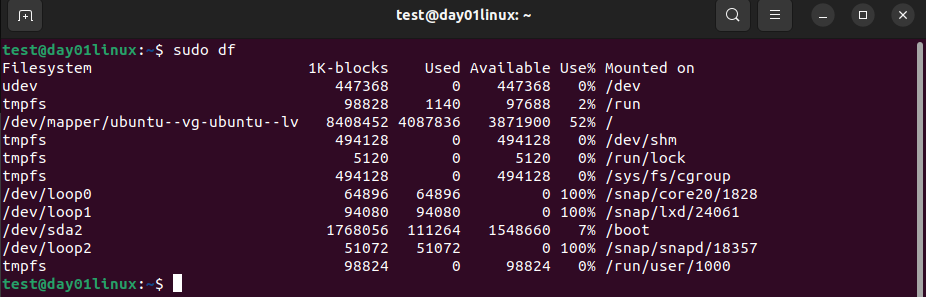 test@day01linux: ~
test@day01linux:~$ sudo df
Filesystem                        1K-blocks    Used Available Use% Mounted on
udev                                 447368       0    447368   0% /dev
tmpfs                                 98828    1140     97688   2% /run
/dev/mapper/ubuntu--vg-ubuntu--lv   8408452 4087836   3871900  52% /
tmpfs                                494128       0    494128   0% /dev/shm
tmpfs                                  5120       0      5120   0% /run/lock
tmpfs                                494128       0    494128   0% /sys/fs/cgroup
/dev/loop0                            64896   64896         0 100% /snap/core20/1828
/dev/loop1                            94080   94080         0 100% /snap/lxd/24061
/dev/sda2                           1768056  111264   1548660   7% /boot
/dev/loop2                            51072   51072         0 100% /snap/snapd/18357
tmpfs                                 98824       0     98824   0% /run/user/1000
test@day01linux:~$